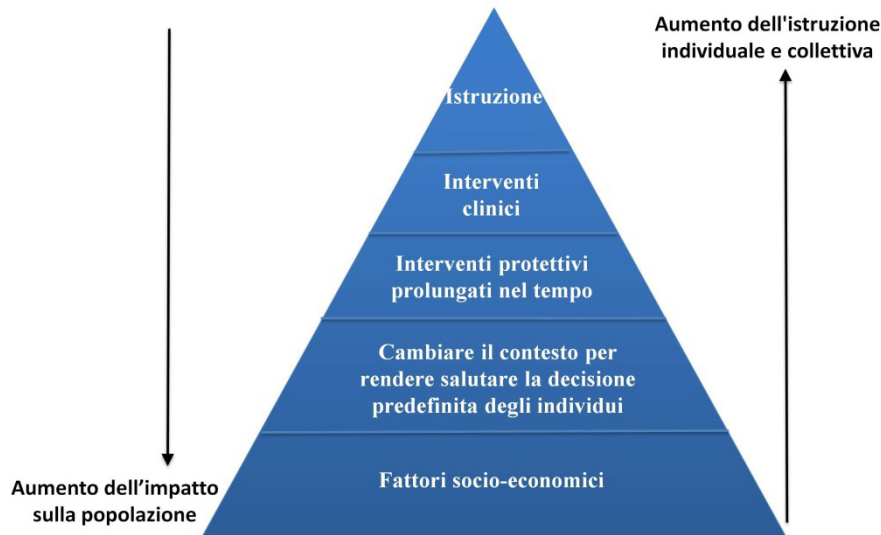 Aumento dell'istruzione
individuale e collettiva
Istruzione
Interventi
clinici
Interventi protettivi
prolungati nel tempo
Cambiare il contesto per
rendere salutare la decisione
predefinita degli individui
Fattori socio-economici
Aumento dell’impatto
sulla popolazione